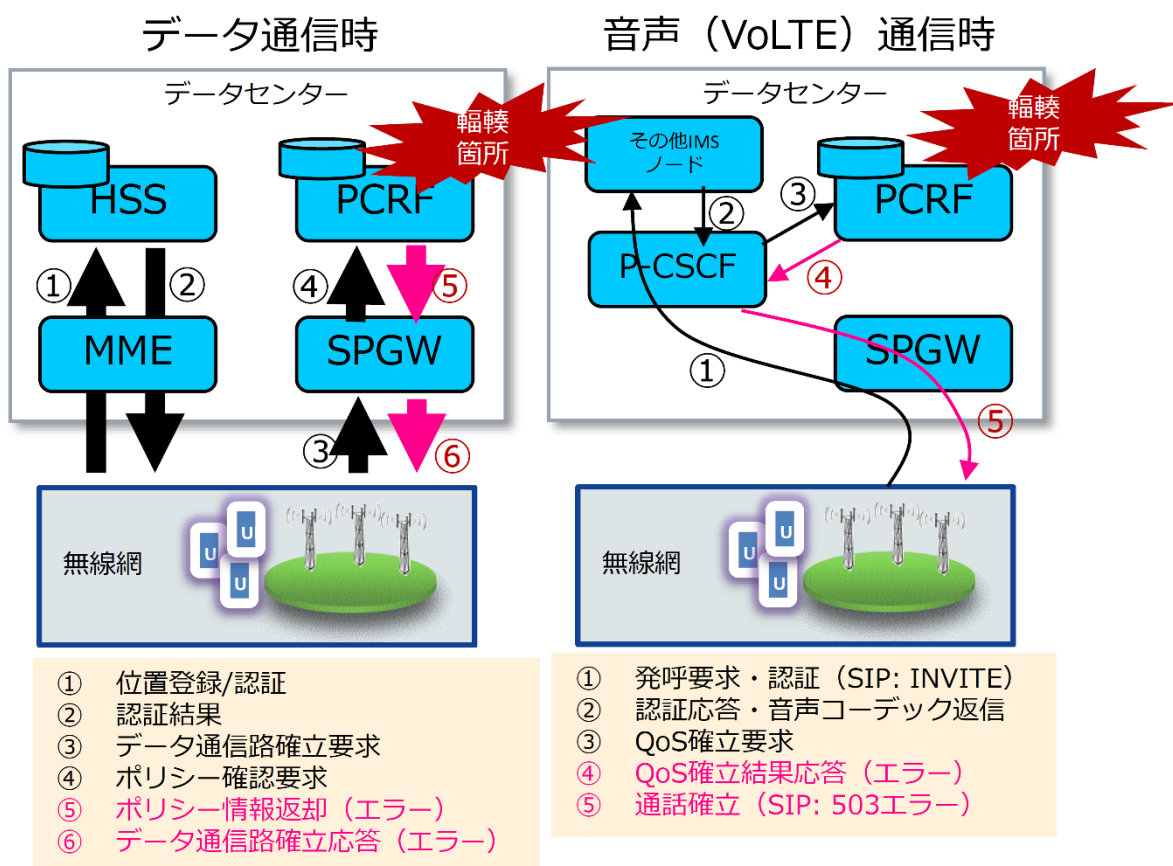 データ通信時
データセンター
輻輳
箇所
HSS
PCRF
①
②
④
⑤
MME
SPGW
③
⑥
無線網
U
U
U
① 位置登録/認証
② 認証結果
③ データ通信路確立要求
④ ポリシー確認要求
⑤ ポリシー情報返却（エラー）
⑥ データ通信路確立応答（エラー）
音声（VoLTE）通信時
データセンター
輻輳
箇所
その他IMS
ノード
PCRF
②
③
P-CSCF
④
SPGW
①
⑤
無線網
U
U
U
① 発呼要求・認証（SIP: INVITE）
② 認証応答・音声コーデック返信
③ QoS確立要求
④ QoS確立結果応答（エラー）
⑤ 通話確立（SIP: 503エラー）